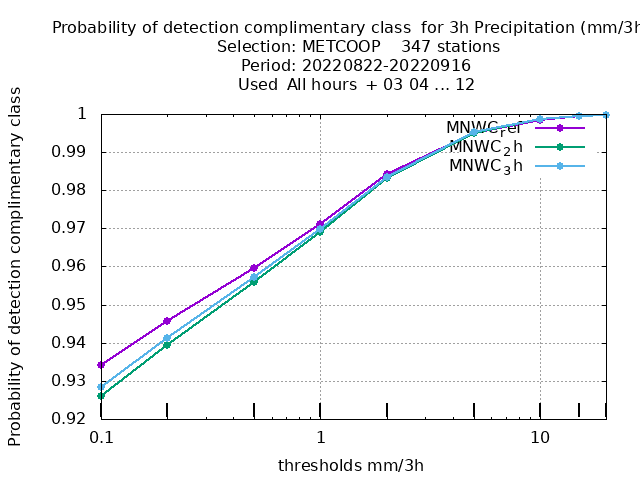 Probability of detection complimentary class for 3h Precipitation (mm/3h
Selection: METCOOP 347 stations
Period: 20220822-20220916
Used All hours + 03 04 ... 12
Probability of detection complimentary class
1
0.99
0.98
0.97
0.96
0.95
0.94
0.93
0.92
MNWC_ref
MNWC_2h
MNWC_3h
0.1
1
10
thresholds mm/3h